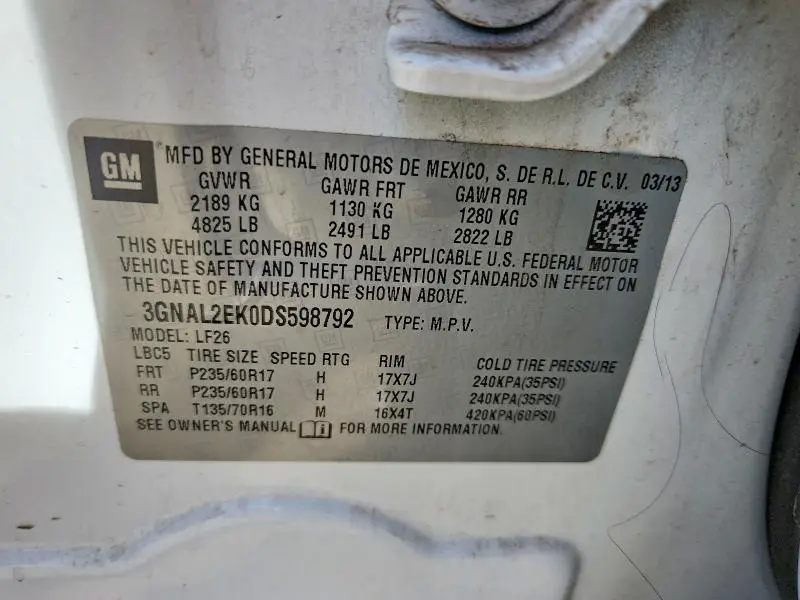 GM MFD BY GENERAL MOTORS DE MEXICO, S. DE R.L. DE C.V. 03/13
GVWR GAWR FRT GAWR RR
2189 KG 1130 KG 1280 KG
4825 LB 2491 LB 2822 LB
THIS VEHICLE CONFORMS TO ALL APPLICABLE U.S. FEDERAL MOTOR
VEHICLE SAFETY AND THEFT PREVENTION STANDARDS IN EFFECT ON
THE DATE OF MANUFACTURE SHOWN ABOVE.
3GNAL2EK0DS598792 TYPE: M.P.V.
MODEL: LF26
LBC5 TIRE SIZE SPEED RTG RIM COLD TIRE PRESSURE
FRT P235/60R17 H 17X7J 240KPA(35PSI)
RR P235/60R17 H 17X7J 240KPA(35PSI)
SPA T135/70R16 M 16X4T 420KPA(60PSI)
SEE OWNER'S MANUAL FOR MORE INFORMATION.